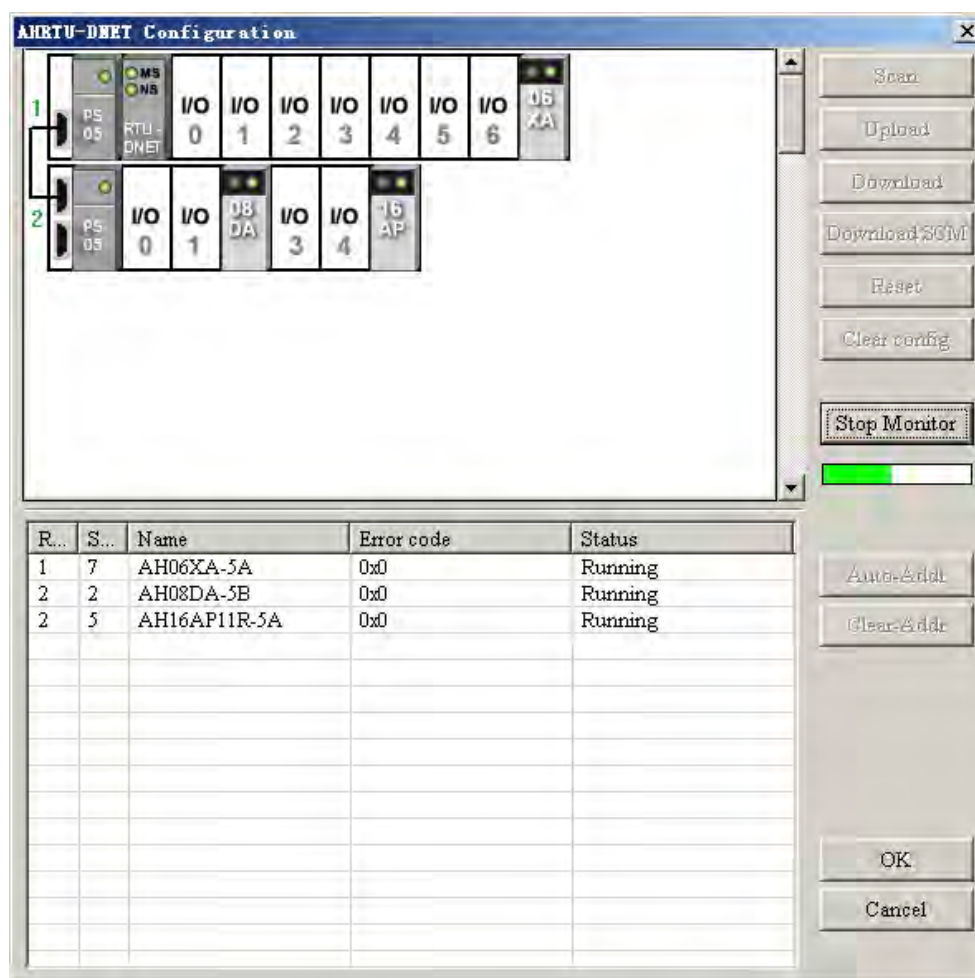 AHRTU-DNET Configuration
1
PS 05
MS
NS
RTU-DNET
I/O 0
I/O 1
I/O 2
I/O 3
I/O 4
I/O 5
I/O 6
06 XA
2
PS 05
I/O 0
I/O 1
08 DA
I/O 3
I/O 4
16 AP
Scan
Upload
Download
Download SCM
Reset
Clear config
Stop Monitor
R... S... Name Error code Status
1 7 AH06XA-5A 0x0 Running
2 2 AH08DA-5B 0x0 Running
2 5 AH16AP11R-5A 0x0 Running
Auto-Addr
Clear-Addr
OK
Cancel